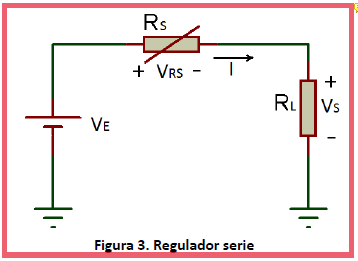 RS
+ VRS - I
VE
RL
+
VS
-
Figura 3. Regulador serie